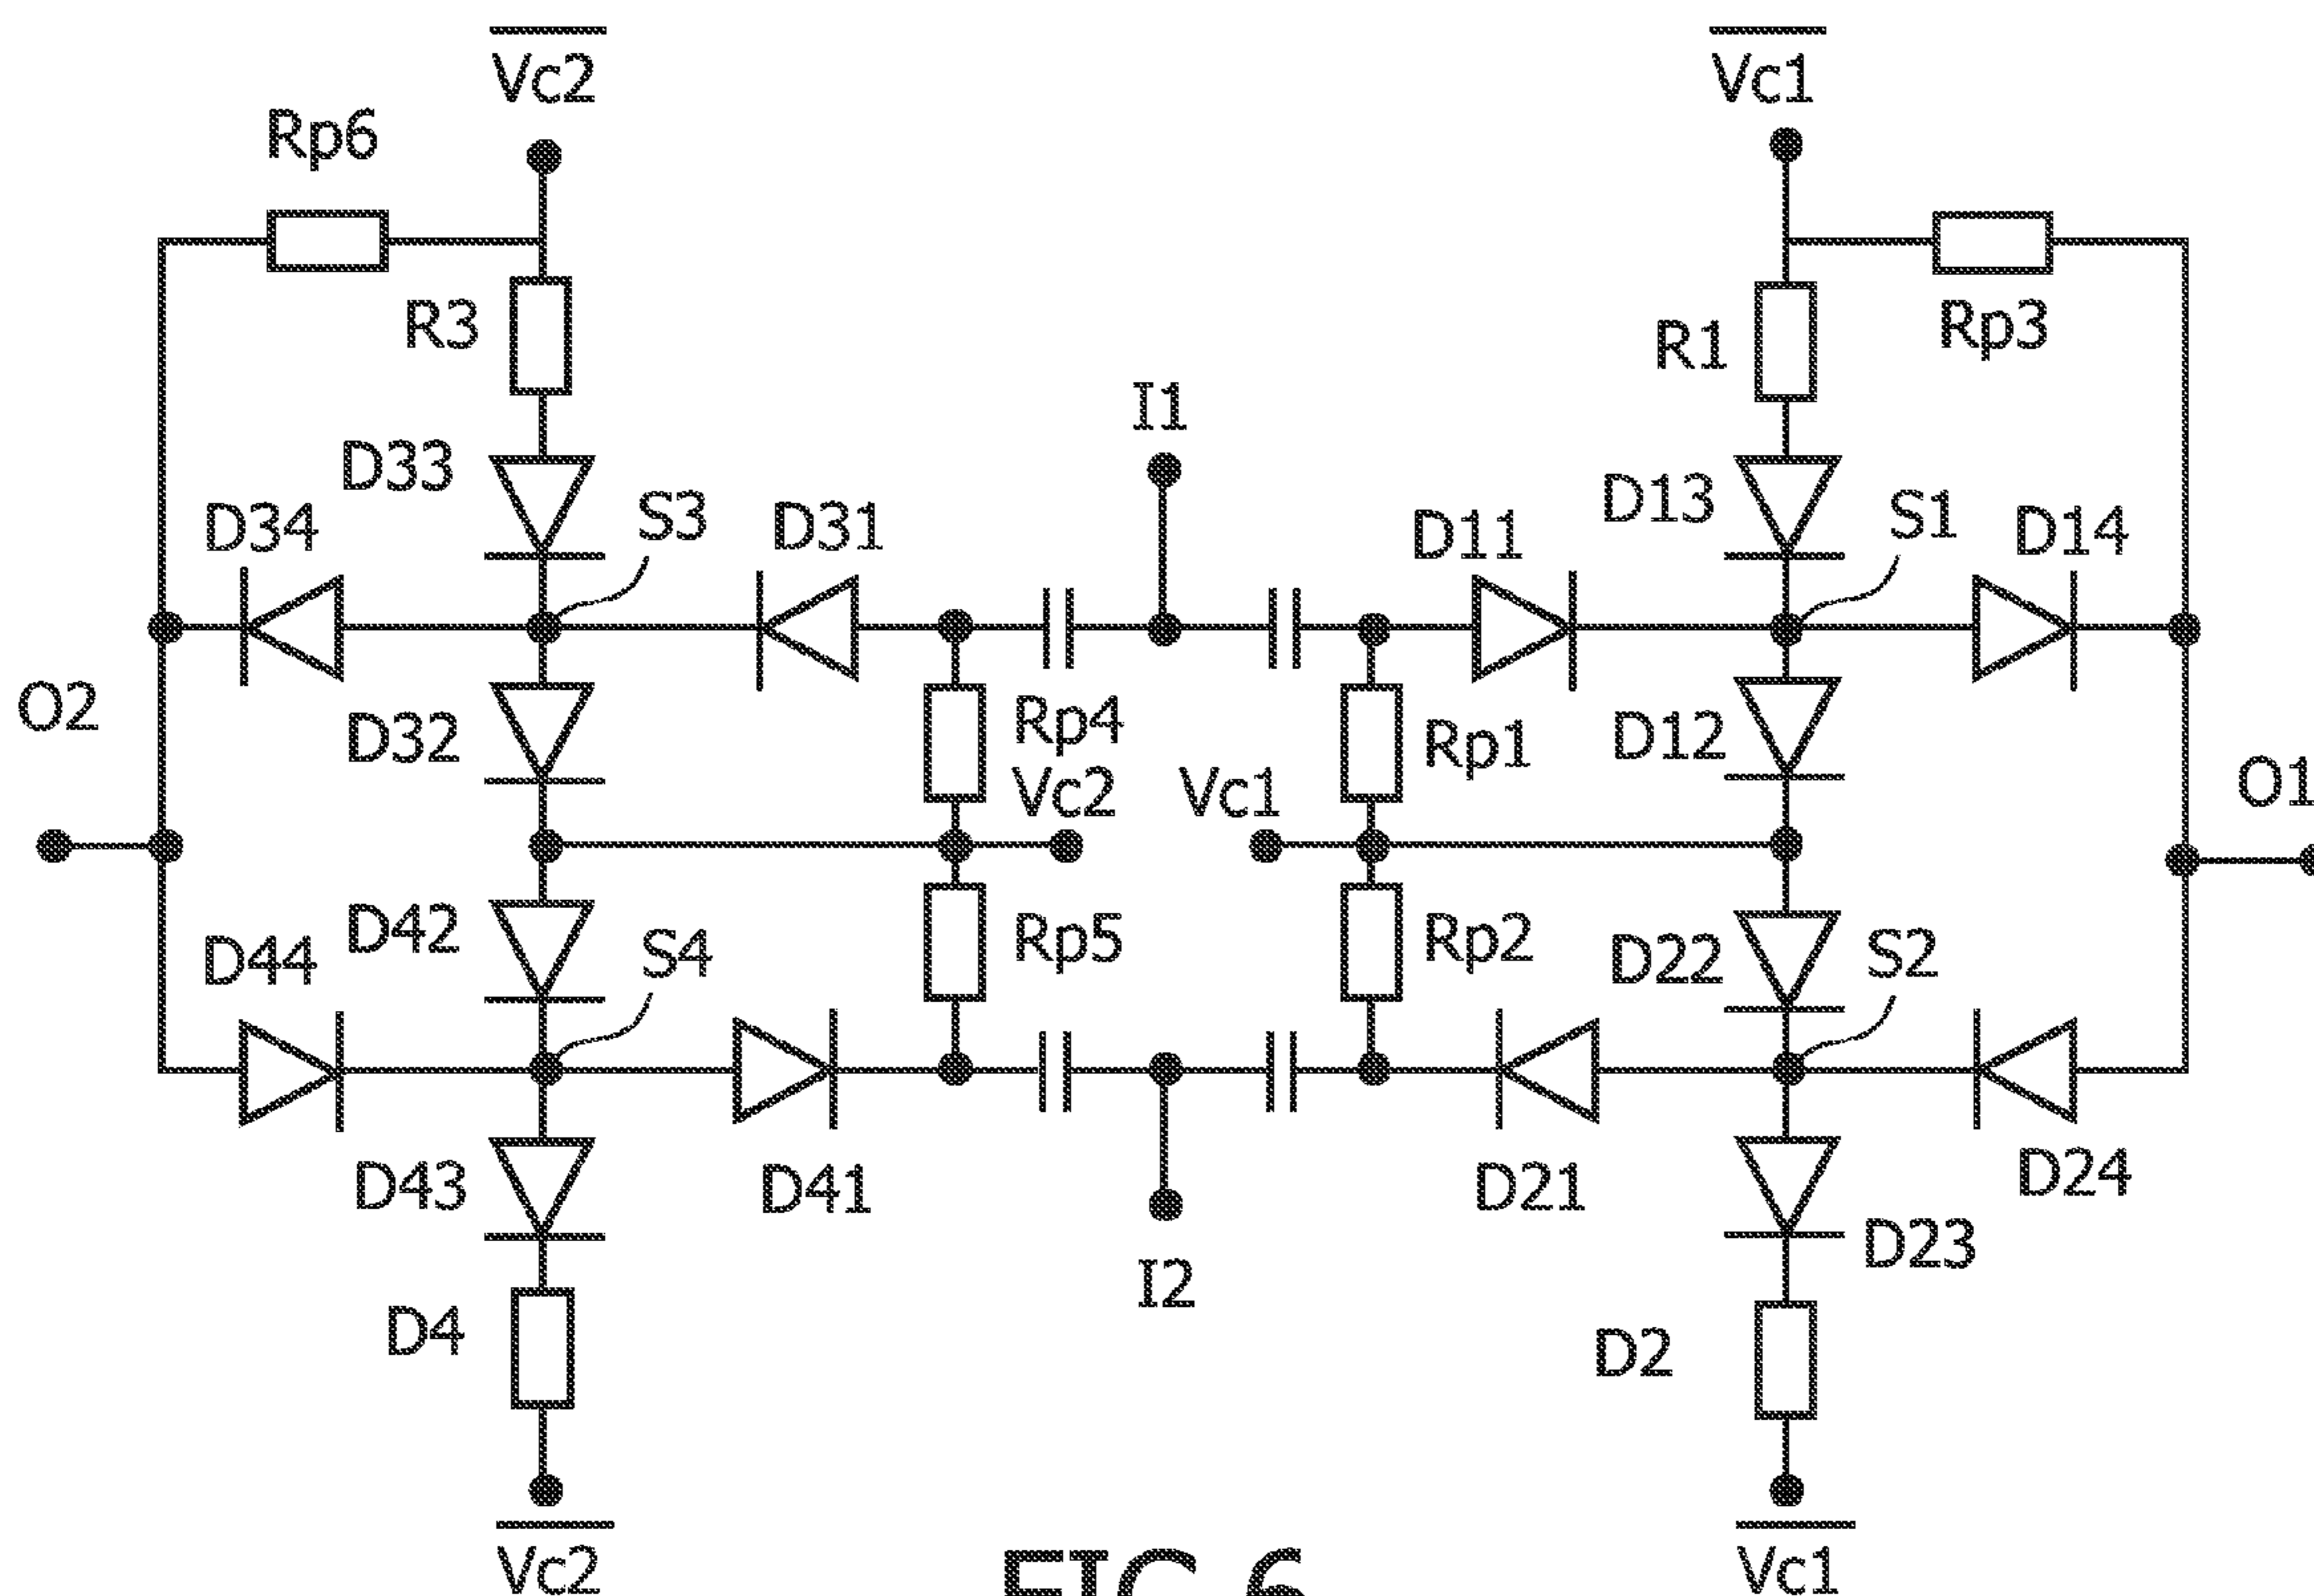 Vc2
Vc1
Rp6
R3
R1
Rp3
I1
D33
D13
D34
S3
D31
D11
S1
D14
O2
D32
Rp4
Rp1
D12
Vc2
Vc1
O1
D42
D44
S4
Rp5
Rp2
D22
S2
D43
D41
D21
D24
D23
I2
D4
D2
Vc2
Vc1
FIG.6